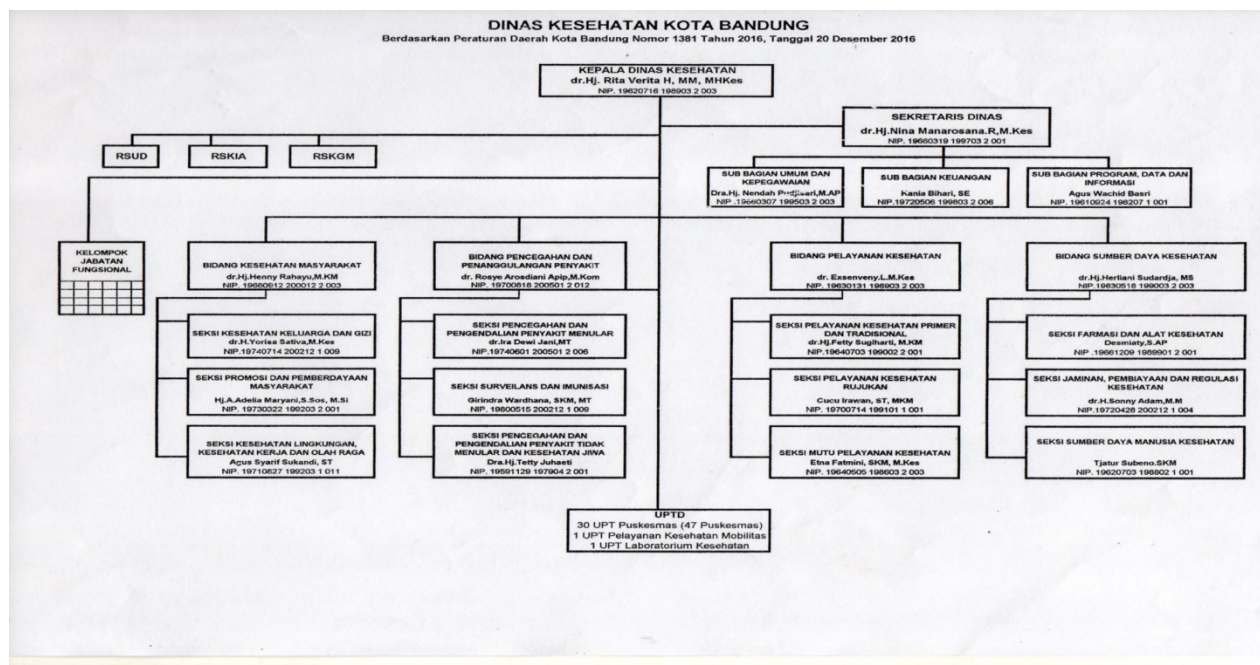 DINAS KESEHATAN KOTA BANDUNG
Berdasarkan Peraturan Daerah Kota Bandung Nomor 1381 Tahun 2016, Tanggal 20 Desember 2016
KEPALA DINAS KESEHATAN
dr.Hj. Rita Verita H, MM, MHKes
NIP. 19620716 198903 2 003
SEKRETARIS DINAS
dr.Hj.Nina Manarosana.R,M.Kes
NIP. 19660319 199703 2 001
RSUD
RSKIA
RSKGM
SUB BAGIAN UMUM DAN
KEPEGAWAIAN
Dra.Hj. Nendah Pudjisari,M.AP
NIP .19660307 199503 2 003
SUB BAGIAN KEUANGAN
Kania Bihari, SE
NIP.19720506 199803 2 006
SUB BAGIAN PROGRAM, DATA DAN
INFORMASI
Agus Wachid Basri
NIP. 19610924 198207 1 001
KELOMPOK
JABATAN
FUNGSIONAL
BIDANG KESEHATAN MASYARAKAT
dr.Hj.Henny Rahayu,M.KM
NIP. 19680912 200012 2 003
SEKSI KESEHATAN KELUARGA DAN GIZI
dr.H.Yorisa Sativa,M.Kes
NIP.19740714 200212 1 009
SEKSI PROMOSI DAN PEMBERDAYAAN
MASYARAKAT
Hj.A.Adelia Maryani,S.Sos, M.Si
NIP. 19730322 199203 2 001
SEKSI KESEHATAN LINGKUNGAN,
KESEHATAN KERJA DAN OLAH RAGA
Agus Syarif Sukandi, ST
NIP. 19710627 199203 1 011
BIDANG PENCEGAHAN DAN
PENANGGULANGAN PENYAKIT
dr. Rosye Arosdiani Apip,M.Kom
NIP. 19700818 200501 2 012
SEKSI PENCEGAHAN DAN
PENGENDALIAN PENYAKIT MENULAR
dr.Ira Dewi Jani,MT
NIP.19740601 200501 2 006
SEKSI SURVEILANS DAN IMUNISASI
Girindra Wardhana, SKM, MT
NIP. 19800515 200212 1 009
SEKSI PENCEGAHAN DAN
PENGENDALIAN PENYAKIT TIDAK
MENULAR DAN KESEHATAN JIWA
Dra.Hj.Tetty Juhaeti
NIP. 19591129 197904 2 001
BIDANG PELAYANAN KESEHATAN
dr. Exsenveny.L.M.Kes
NIP. 19630131 198903 2 003
SEKSI PELAYANAN KESEHATAN PRIMER
DAN TRADISIONAL
dr.Hj.Fetty Sugiharti, M.KM
NIP.19640703 199002 2 001
SEKSI PELAYANAN KESEHATAN
RUJUKAN
Cucu Irawan, ST, MKM
NIP. 19700714 199101 1 001
SEKSI MUTU PELAYANAN KESEHATAN
Etna Fatmini, SKM, M.Kes
NIP. 19640505 198603 2 003
BIDANG SUMBER DAYA KESEHATAN
dr.Hj.Herliani Sudardja, MS
NIP.19630518 199003 2 003
SEKSI FARMASI DAN ALAT KESEHATAN
Desmiaty,S.AP
NIP .19661209 1989901 2 001
SEKSI JAMINAN, PEMBIAYAAN DAN REGULASI
KESEHATAN
dr.H.Sonny Adam,M.M
NIP.19720428 200212 1 004
SEKSI SUMBER DAYA MANUSIA KESEHATAN
Tjatur Subeno.SKM
NIP.19620703 198802 1 001
UPTD
30 UPT Puskesmas (47 Puskesmas)
1 UPT Pelayanan Kesehatan Mobilitas
1 UPT Laboratorium Kesehatan